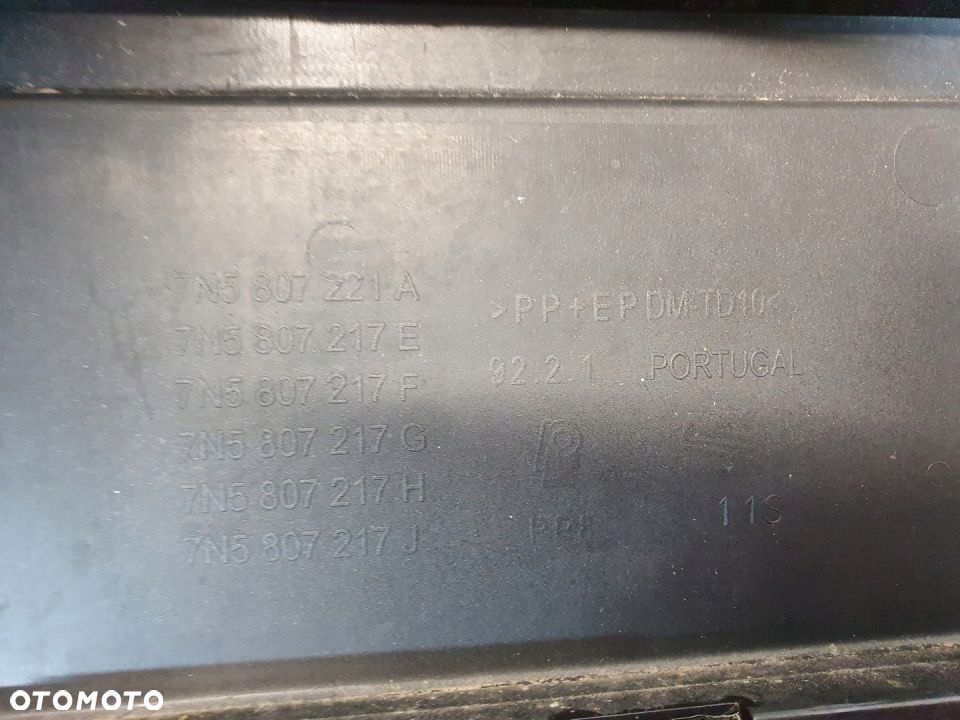 7N5 807 221 A
7N5 807 217 E
7N5 807 217 F
7N5 807 217 G
7N5 807 217 H
7N5 807 217 J
>PP+EPDM-TD10<
92.2.1 PORTUGAL
11S
OTOMOTO